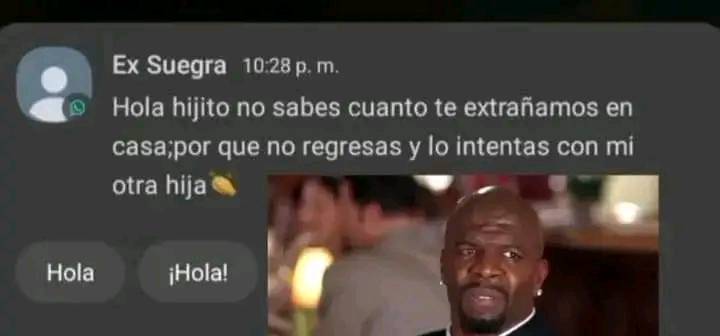 Ex Suegra 10:28 p. m.
Hola hijito no sabes cuanto te extrañamos en
casa;por que no regresas y lo intentas con mi
otra hija🫔
Hola
¡Hola!